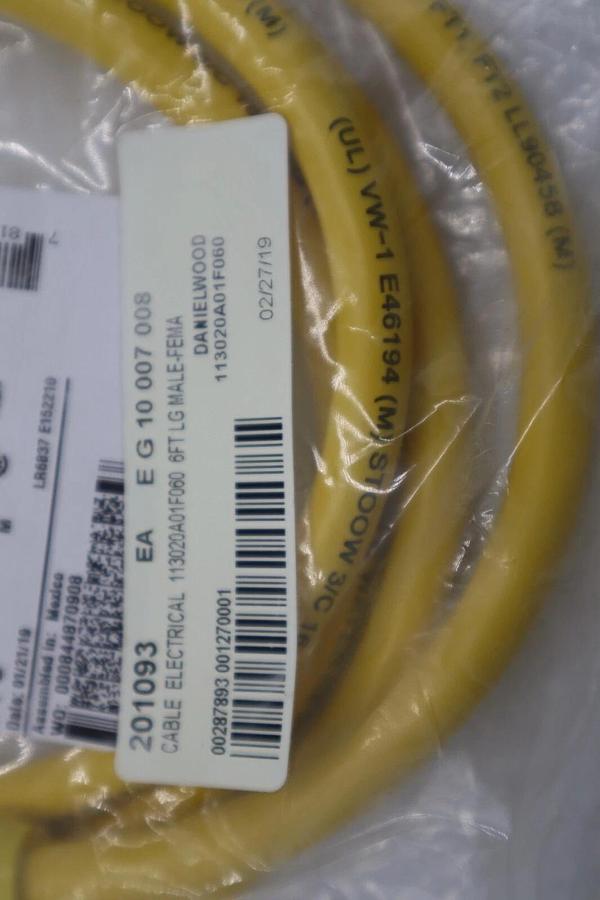 201093 EA E G 10 007 008
CABLE ELECTRICAL 113020A01F060 6FT LG MALE-FEMA
DANIELWOOD
113020A01F060
00287893 001270001
02/27/19
LR6837 E152210
Date: 01/21/19
Assembled in: Mexico
WO 000844870908
(UL) VW-1 E46194 (M) STOOW 3/C
FT1 FT2 LL90458 (M)
(M)